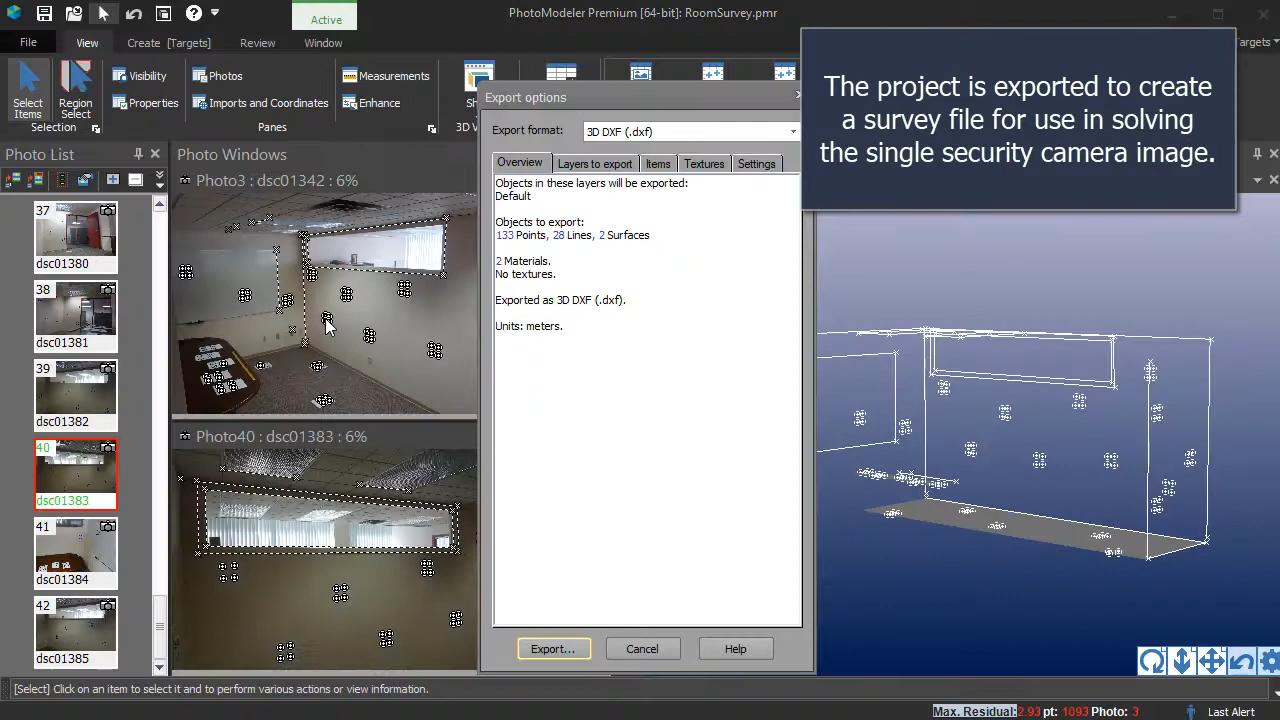 PhotoModeler Premium [64-bit]: RoomSurvey.pmr
Active
File
View
Create [Targets]
Review
Window
Targets
Select
Items
Region
Select
Selection
Visibility
Properties
Photos
Imports and Coordinates
Panes
Measurements
Enhance
Sh
3D V
The project is exported to create
a survey file for use in solving
the single security camera image.
Photo List
37
dsc01380
38
dsc01381
39
dsc01382
40
dsc01383
41
dsc01384
42
dsc01385
Photo Windows
Photo3 : dsc01342 : 6%
Photo40 : dsc01383 : 6%
Export options
Export format:
3D DXF (.dxf)
Overview
Layers to export
Items
Textures
Settings
Objects in these layers will be exported:
Default
Objects to export:
133 Points, 28 Lines, 2 Surfaces
2 Materials.
No textures.
Exported as 3D DXF (.dxf).
Units: meters.
Export...
Cancel
Help
[Select] Click on an item to select it and to perform various actions or view information.
Max. Residual:2.93 pt: 1093 Photo: 3
Last Alert